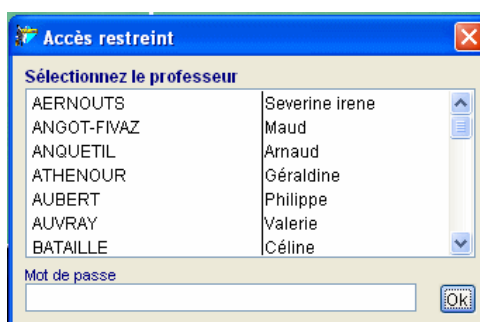 Accès restreint
Sélectionnez le professeur
AERNOUTS Severine irene
ANGOT-FIVAZ Maud
ANQUETIL Arnaud
ATHENOUR Géraldine
AUBERT Philippe
AUVRAY Valerie
BATAILLE Céline
Mot de passe
Ok